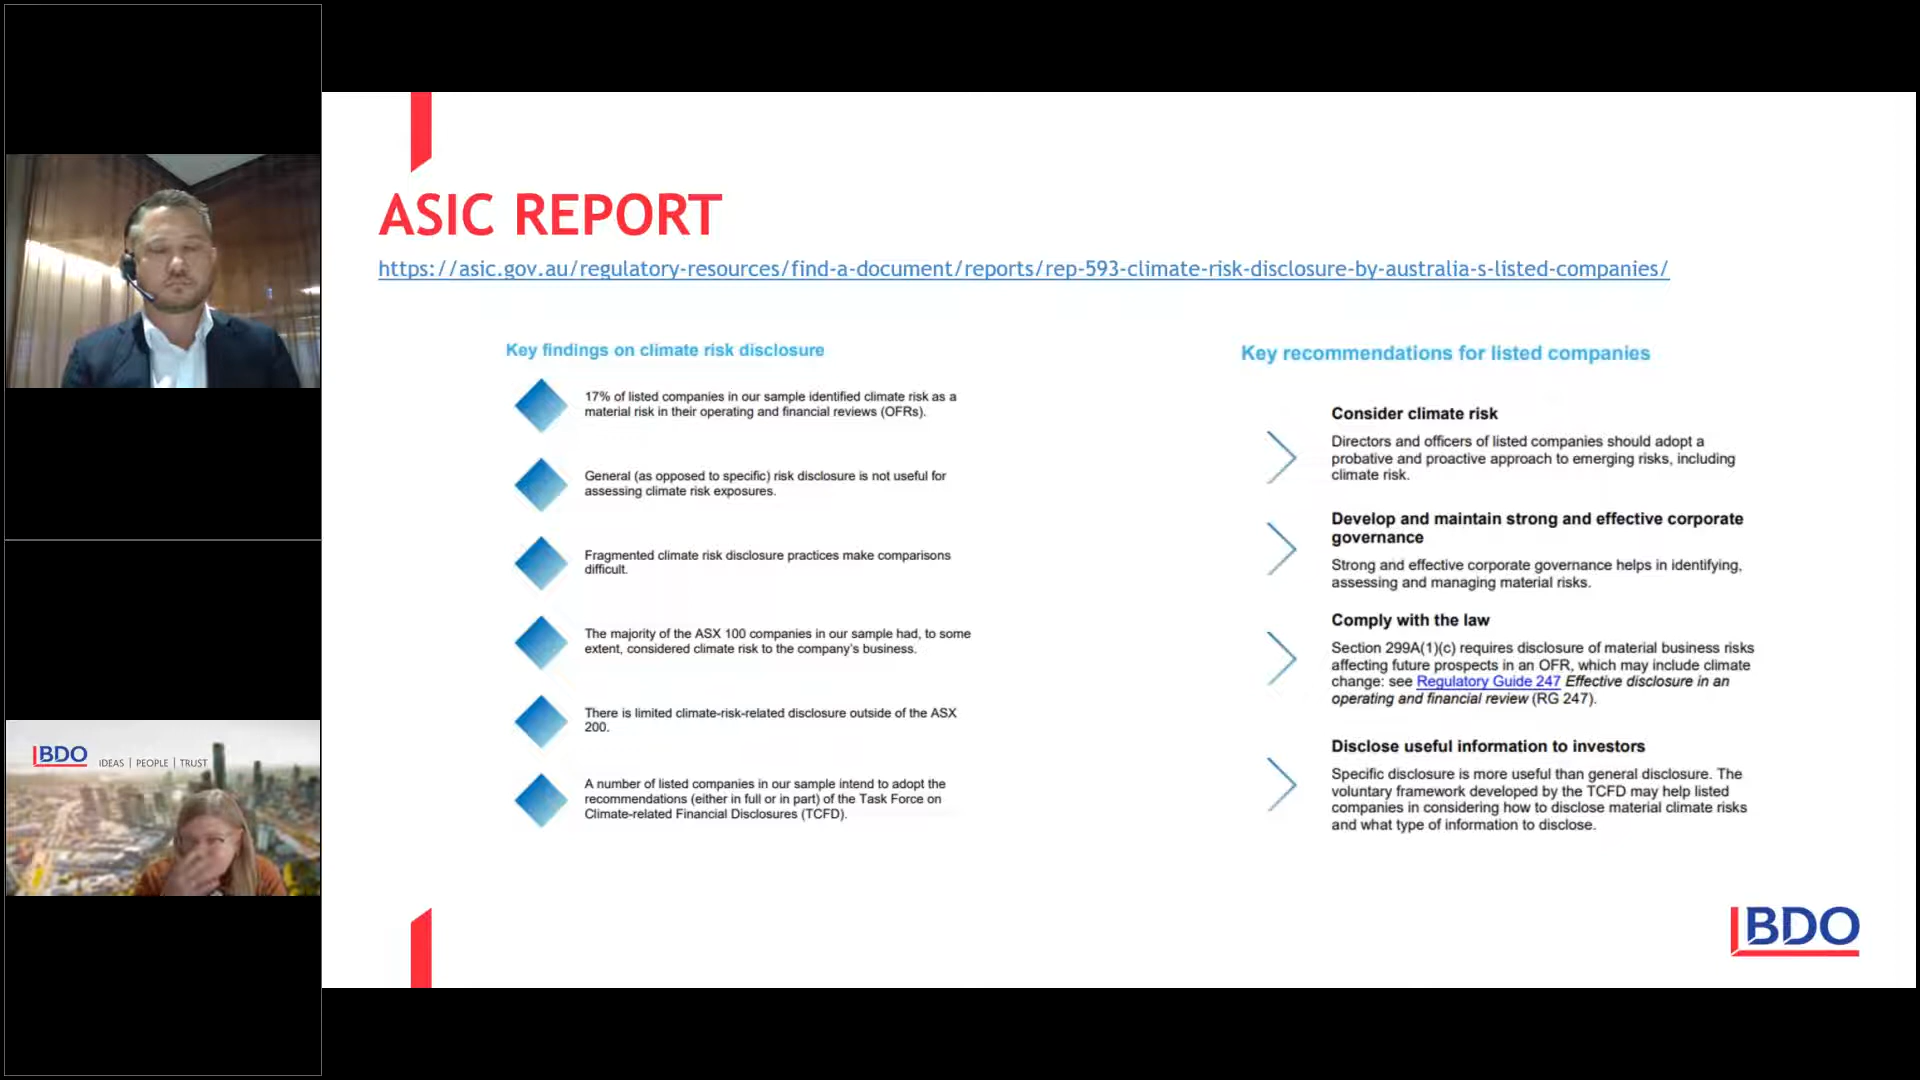 ASIC REPORT
https://asic.gov.au/regulatory-resources/find-a-document/reports/rep-593-climate-risk-disclosure-by-australia-s-listed-companies/
Key findings on climate risk disclosure
17% of listed companies in our sample identified climate risk as a
material risk in their operating and financial reviews (OFRs).
General (as opposed to specific) risk disclosure is not useful for
assessing climate risk exposures.
Fragmented climate risk disclosure practices make comparisons
difficult.
The majority of the ASX 100 companies in our sample had, to some
extent, considered climate risk to the company's business.
There is limited climate-risk-related disclosure outside of the ASX
200.
A number of listed companies in our sample intend to adopt the
recommendations (either in full or in part) of the Task Force on
Climate-related Financial Disclosures (TCFD).
Key recommendations for listed companies
Consider climate risk
Directors and officers of listed companies should adopt a
probative and proactive approach to emerging risks, including
climate risk.
Develop and maintain strong and effective corporate
governance
Strong and effective corporate governance helps in identifying,
assessing and managing material risks.
Comply with the law
Section 299A(1)(c) requires disclosure of material business risks
affecting future prospects in an OFR, which may include climate
change: see Regulatory Guide 247 Effective disclosure in an
operating and financial review (RG 247).
Disclose useful information to investors
Specific disclosure is more useful than general disclosure. The
voluntary framework developed by the TCFD may help listed
companies in considering how to disclose material climate risks
and what type of information to disclose.
BDO
BDO IDEAS | PEOPLE | TRUST